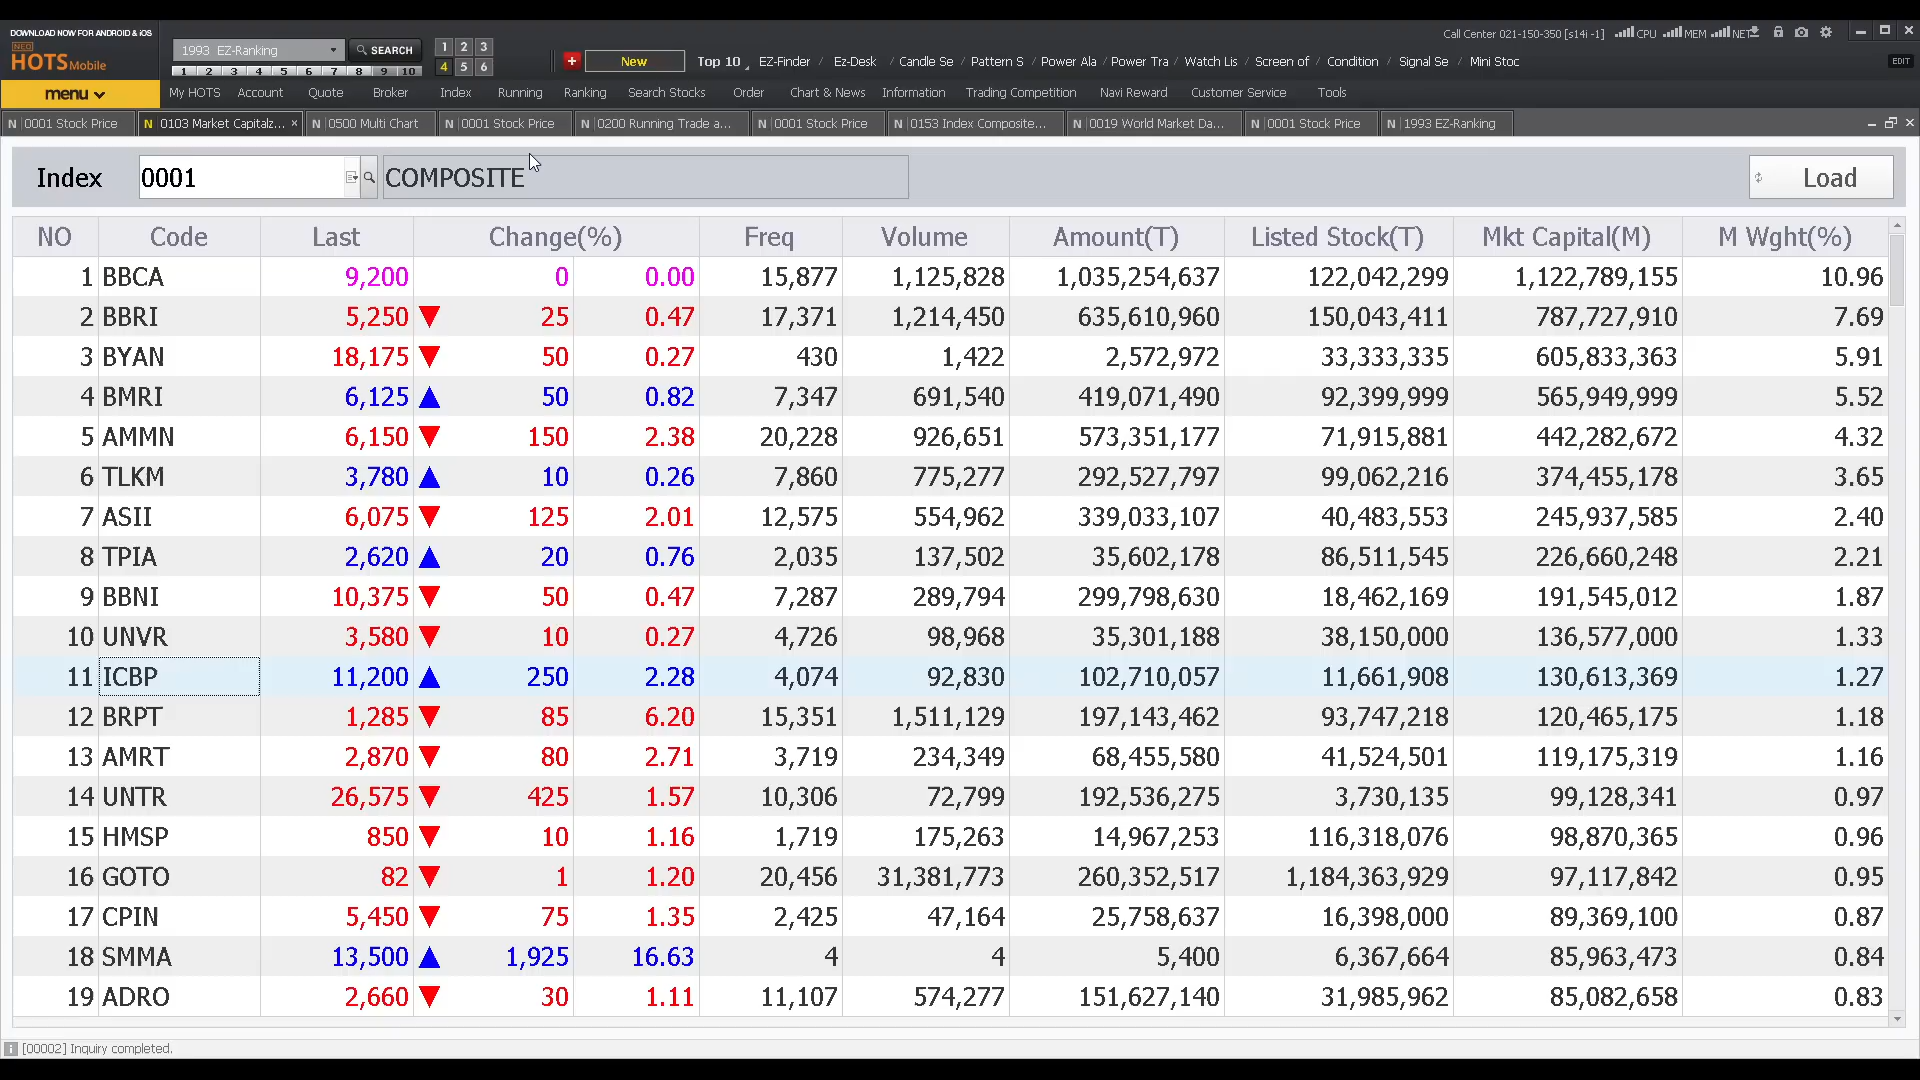 DOWNLOAD NOW FOR ANDROID & iOS
NEO
HOTS Mobile
1993 EZ-Ranking
SEARCH
1 2 3
4 5 6
1 2 3 4 5 6 7 8 9 10
New
Top 10 EZ-Finder / Ez-Desk / Candle Se / Pattern S / Power Ala / Power Tra / Watch Lis / Screen of / Condition / Signal Se / Mini Stoc
Call Center 021-150-350 [s14i -1] CPU MEM NET
EDIT
menu
My HOTS Account Quote Broker Index Running Ranking Search Stocks Order Chart & News Information Trading Competition Navi Reward Customer Service Tools
N 0001 Stock Price N 0103 Market Capitalz... × N 0500 Multi Chart N 0001 Stock Price N 0200 Running Trade a... N 0001 Stock Price N 0153 Index Composite... N 0019 World Market Da... N 0001 Stock Price N 1993 EZ-Ranking
Index 0001 COMPOSITE Load
NO Code Last Change(%) Freq Volume Amount(T) Listed Stock(T) Mkt Capital(M) M Wght(%)
1 BBCA 9,200 0 0.00 15,877 1,125,828 1,035,254,637 122,042,299 1,122,789,155 10.96
2 BBRI 5,250 ▼ 25 0.47 17,371 1,214,450 635,610,960 150,043,411 787,727,910 7.69
3 BYAN 18,175 ▼ 50 0.27 430 1,422 2,572,972 33,333,335 605,833,363 5.91
4 BMRI 6,125 ▲ 50 0.82 7,347 691,540 419,071,490 92,399,999 565,949,999 5.52
5 AMMN 6,150 ▼ 150 2.38 20,228 926,651 573,351,177 71,915,881 442,282,672 4.32
6 TLKM 3,780 ▲ 10 0.26 7,860 775,277 292,527,797 99,062,216 374,455,178 3.65
7 ASII 6,075 ▼ 125 2.01 12,575 554,962 339,033,107 40,483,553 245,937,585 2.40
8 TPIA 2,620 ▲ 20 0.76 2,035 137,502 35,602,178 86,511,545 226,660,248 2.21
9 BBNI 10,375 ▼ 50 0.47 7,287 289,794 299,798,630 18,462,169 191,545,012 1.87
10 UNVR 3,580 ▼ 10 0.27 4,726 98,968 35,301,188 38,150,000 136,577,000 1.33
11 ICBP 11,200 ▲ 250 2.28 4,074 92,830 102,710,057 11,661,908 130,613,369 1.27
12 BRPT 1,285 ▼ 85 6.20 15,351 1,511,129 197,143,462 93,747,218 120,465,175 1.18
13 AMRT 2,870 ▼ 80 2.71 3,719 234,349 68,455,580 41,524,501 119,175,319 1.16
14 UNTR 26,575 ▼ 425 1.57 10,306 72,799 192,536,275 3,730,135 99,128,341 0.97
15 HMSP 850 ▼ 10 1.16 1,719 175,263 14,967,253 116,318,076 98,870,365 0.96
16 GOTO 82 ▼ 1 1.20 20,456 31,381,773 260,352,517 1,184,363,929 97,117,842 0.95
17 CPIN 5,450 ▼ 75 1.35 2,425 47,164 25,758,637 16,398,000 89,369,100 0.87
18 SMMA 13,500 ▲ 1,925 16.63 4 4 5,400 6,367,664 85,963,473 0.84
19 ADRO 2,660 ▼ 30 1.11 11,107 574,277 151,627,140 31,985,962 85,082,658 0.83
[00002] Inquiry completed.